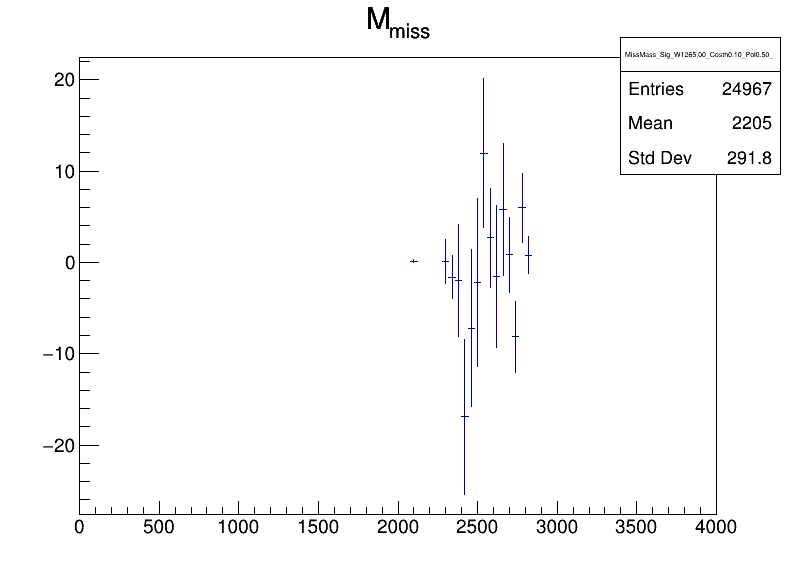 M_miss
MissMass_Sig_W1265.00_Costh0.10_Pol0.50_
Entries 24967
Mean 2205
Std Dev 291.8
20
10
0
−10
−20
0 500 1000 1500 2000 2500 3000 3500 4000